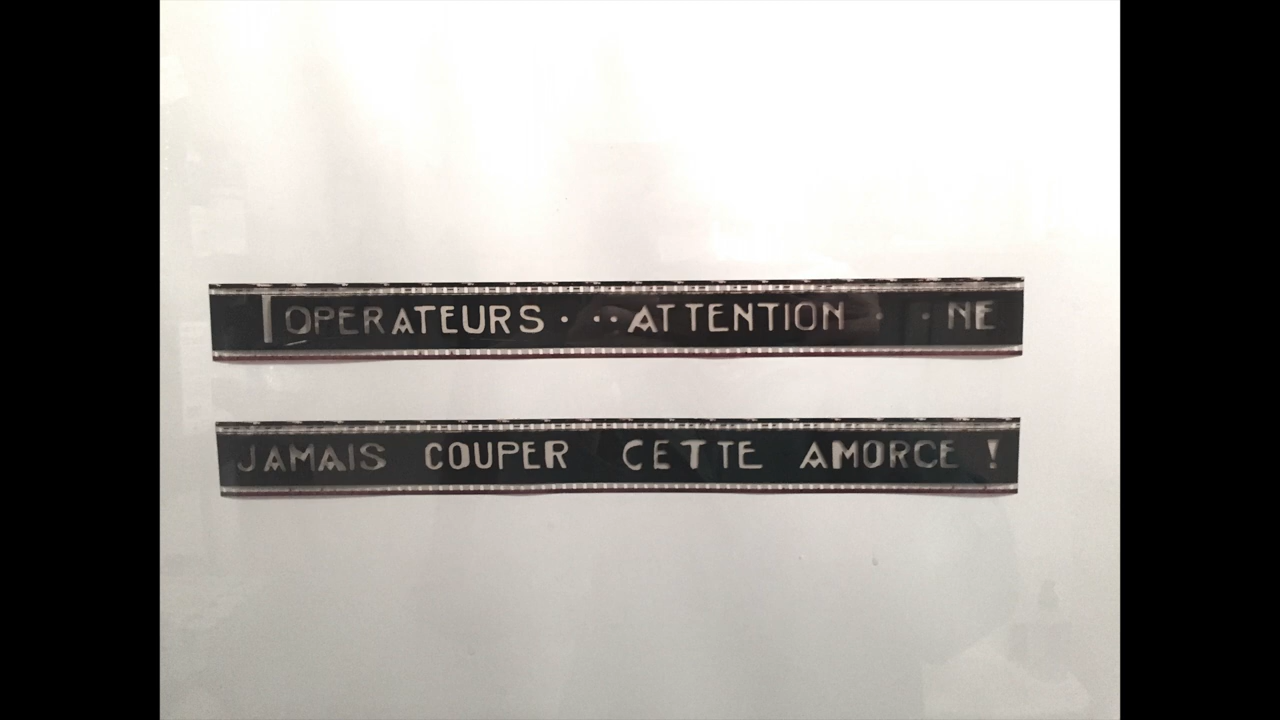 OPERATEURS · ·· ATTENTION · · NE
JAMAIS COUPER CETTE AMORCE !